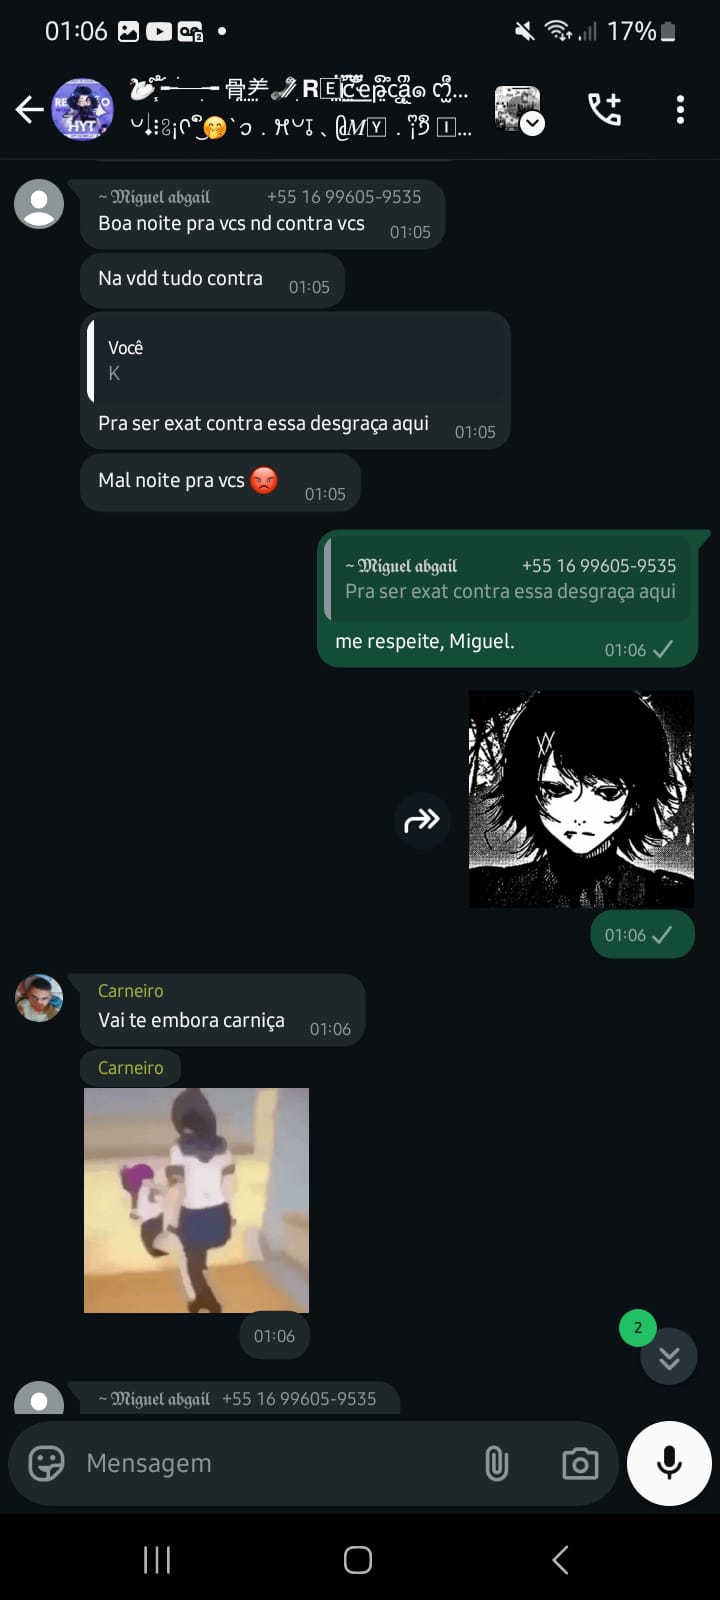 01:06
17%
~ Miguel abgail +55 16 99605-9535
Boa noite pra vcs nd contra vcs 01:05
Na vdd tudo contra 01:05
Você
K
Pra ser exat contra essa desgraça aqui 01:05
Mal noite pra vcs 😡 01:05
~ Miguel abgail +55 16 99605-9535
Pra ser exat contra essa desgraça aqui
me respeite, Miguel. 01:06
01:06
Carneiro
Vai te embora carniça 01:06
Carneiro
01:06
2
~ Miguel abgail +55 16 99605-9535
Mensagem